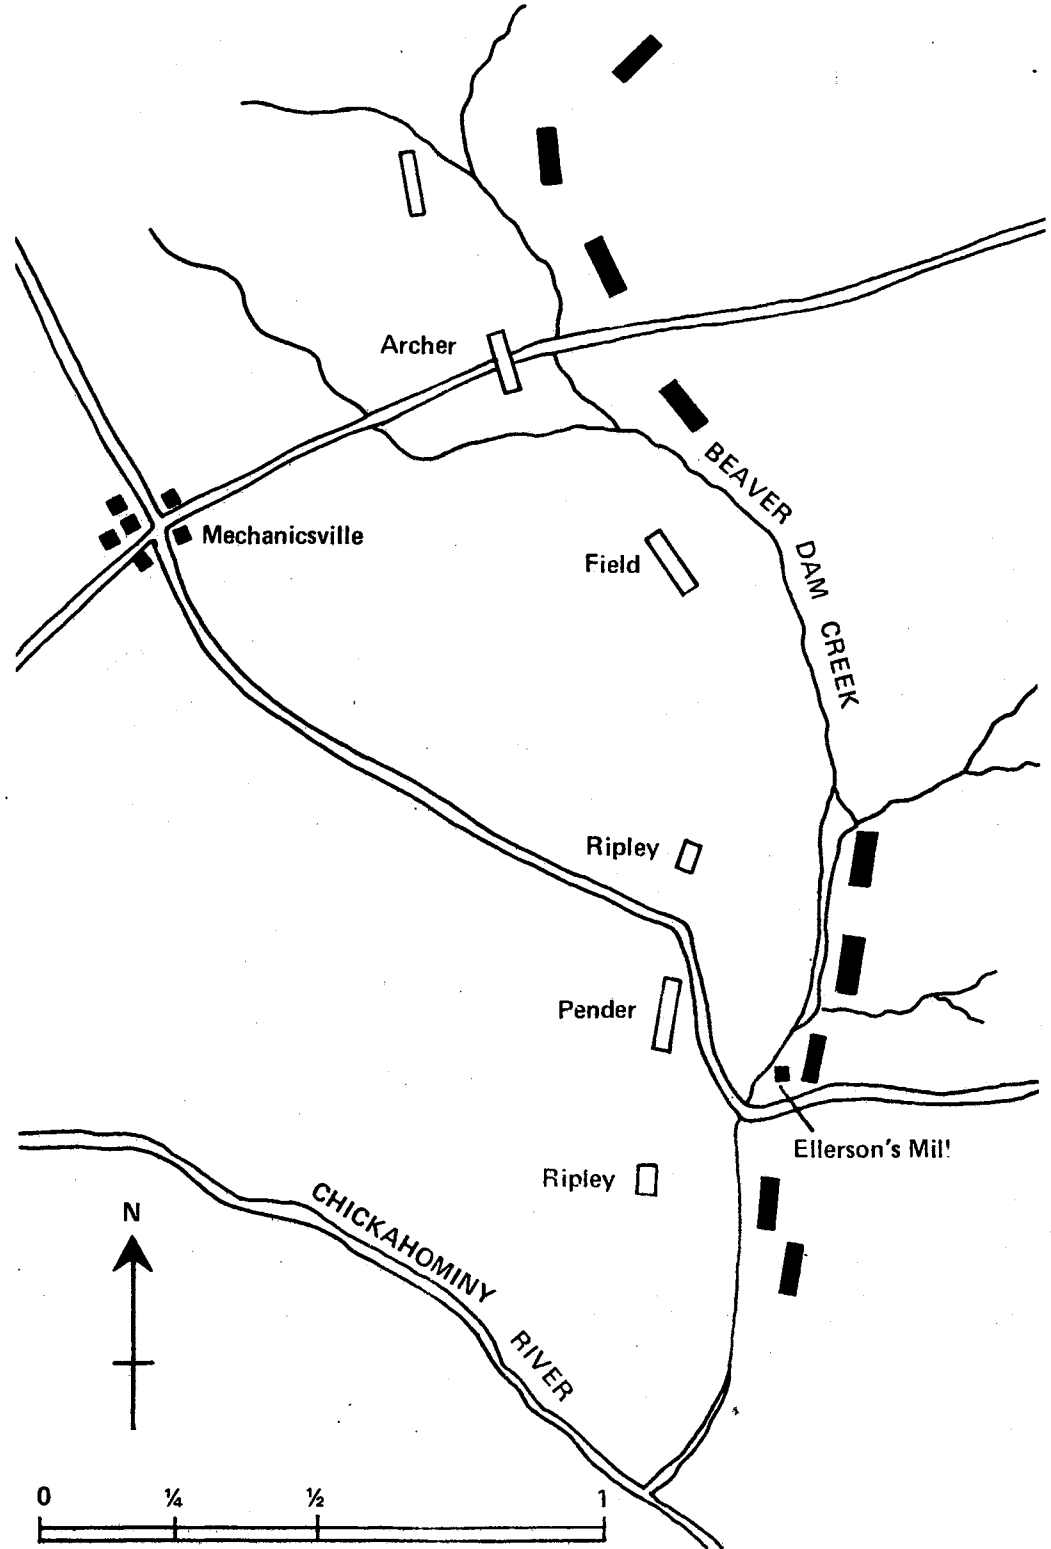 Archer
BEAVER DAM CREEK
Mechanicsville
Field
Ripley
Pender
Ellerson's Mil!
Ripley
CHICKAHOMINY RIVER
N
0 ¼ ½ 1